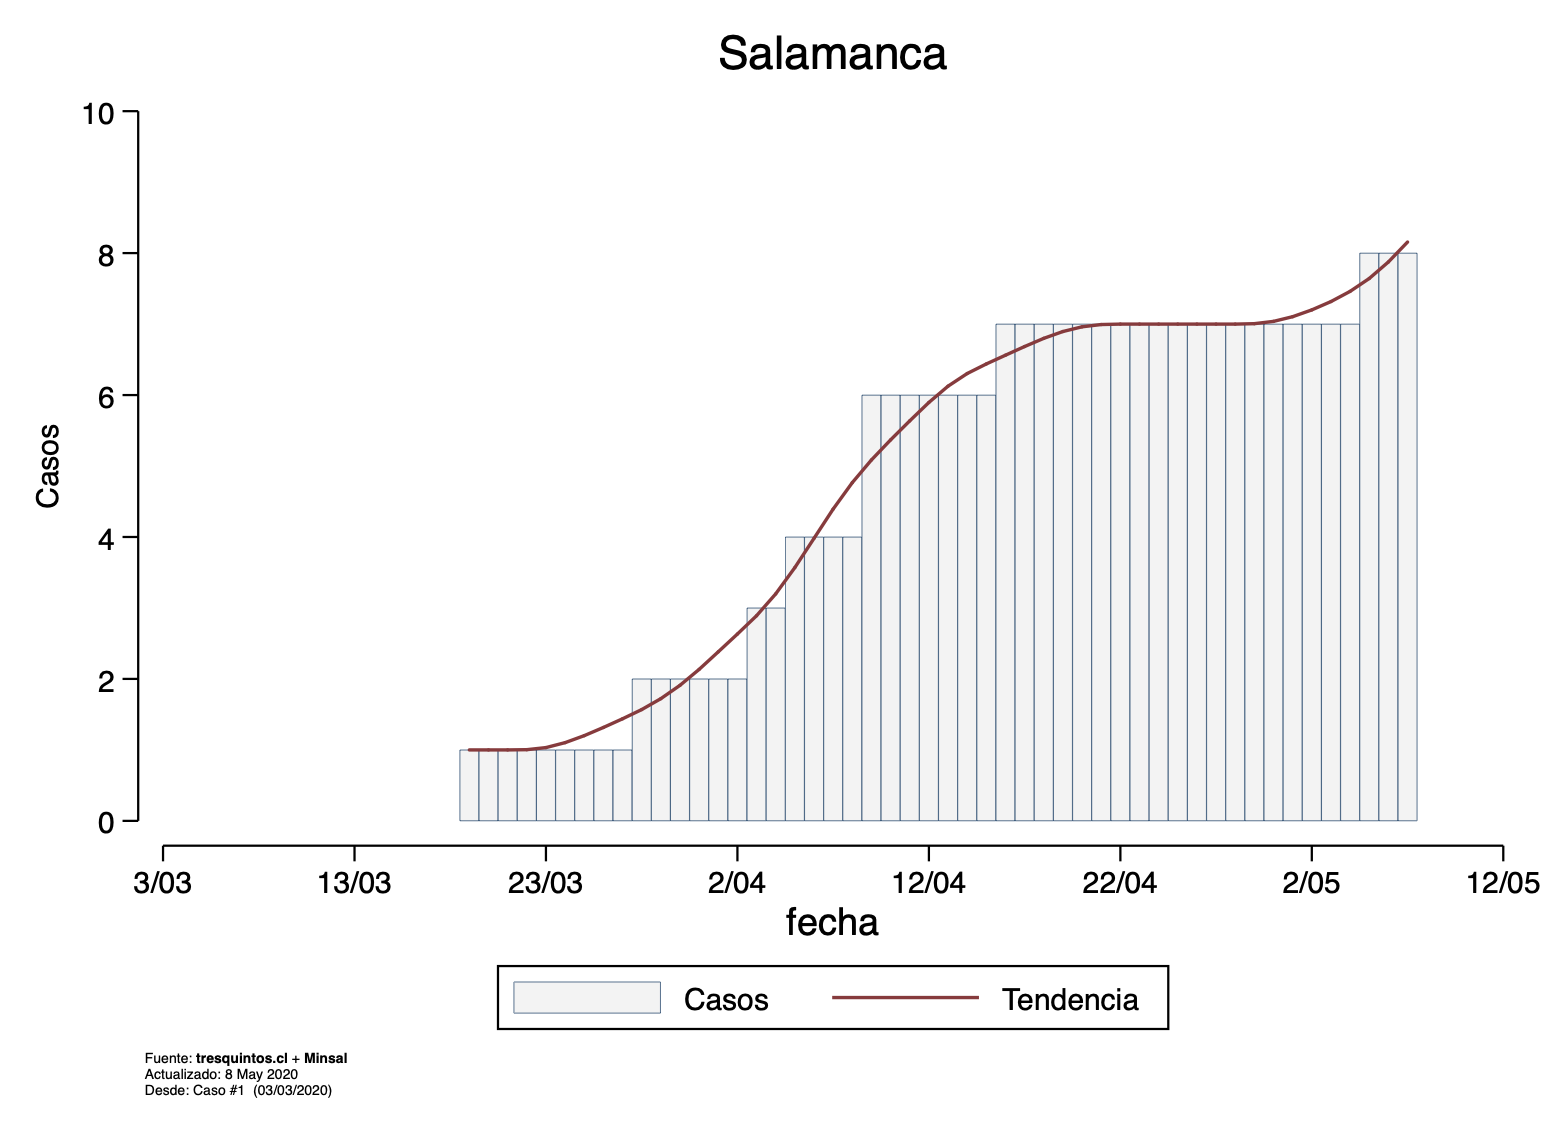 Salamanca
10
8
6
4
2
0
Casos
3/03 13/03 23/03 2/04 12/04 22/04 2/05 12/05
fecha
Casos Tendencia
Fuente: tresquintos.cl + Minsal
Actualizado: 8 May 2020
Desde: Caso #1 (03/03/2020)